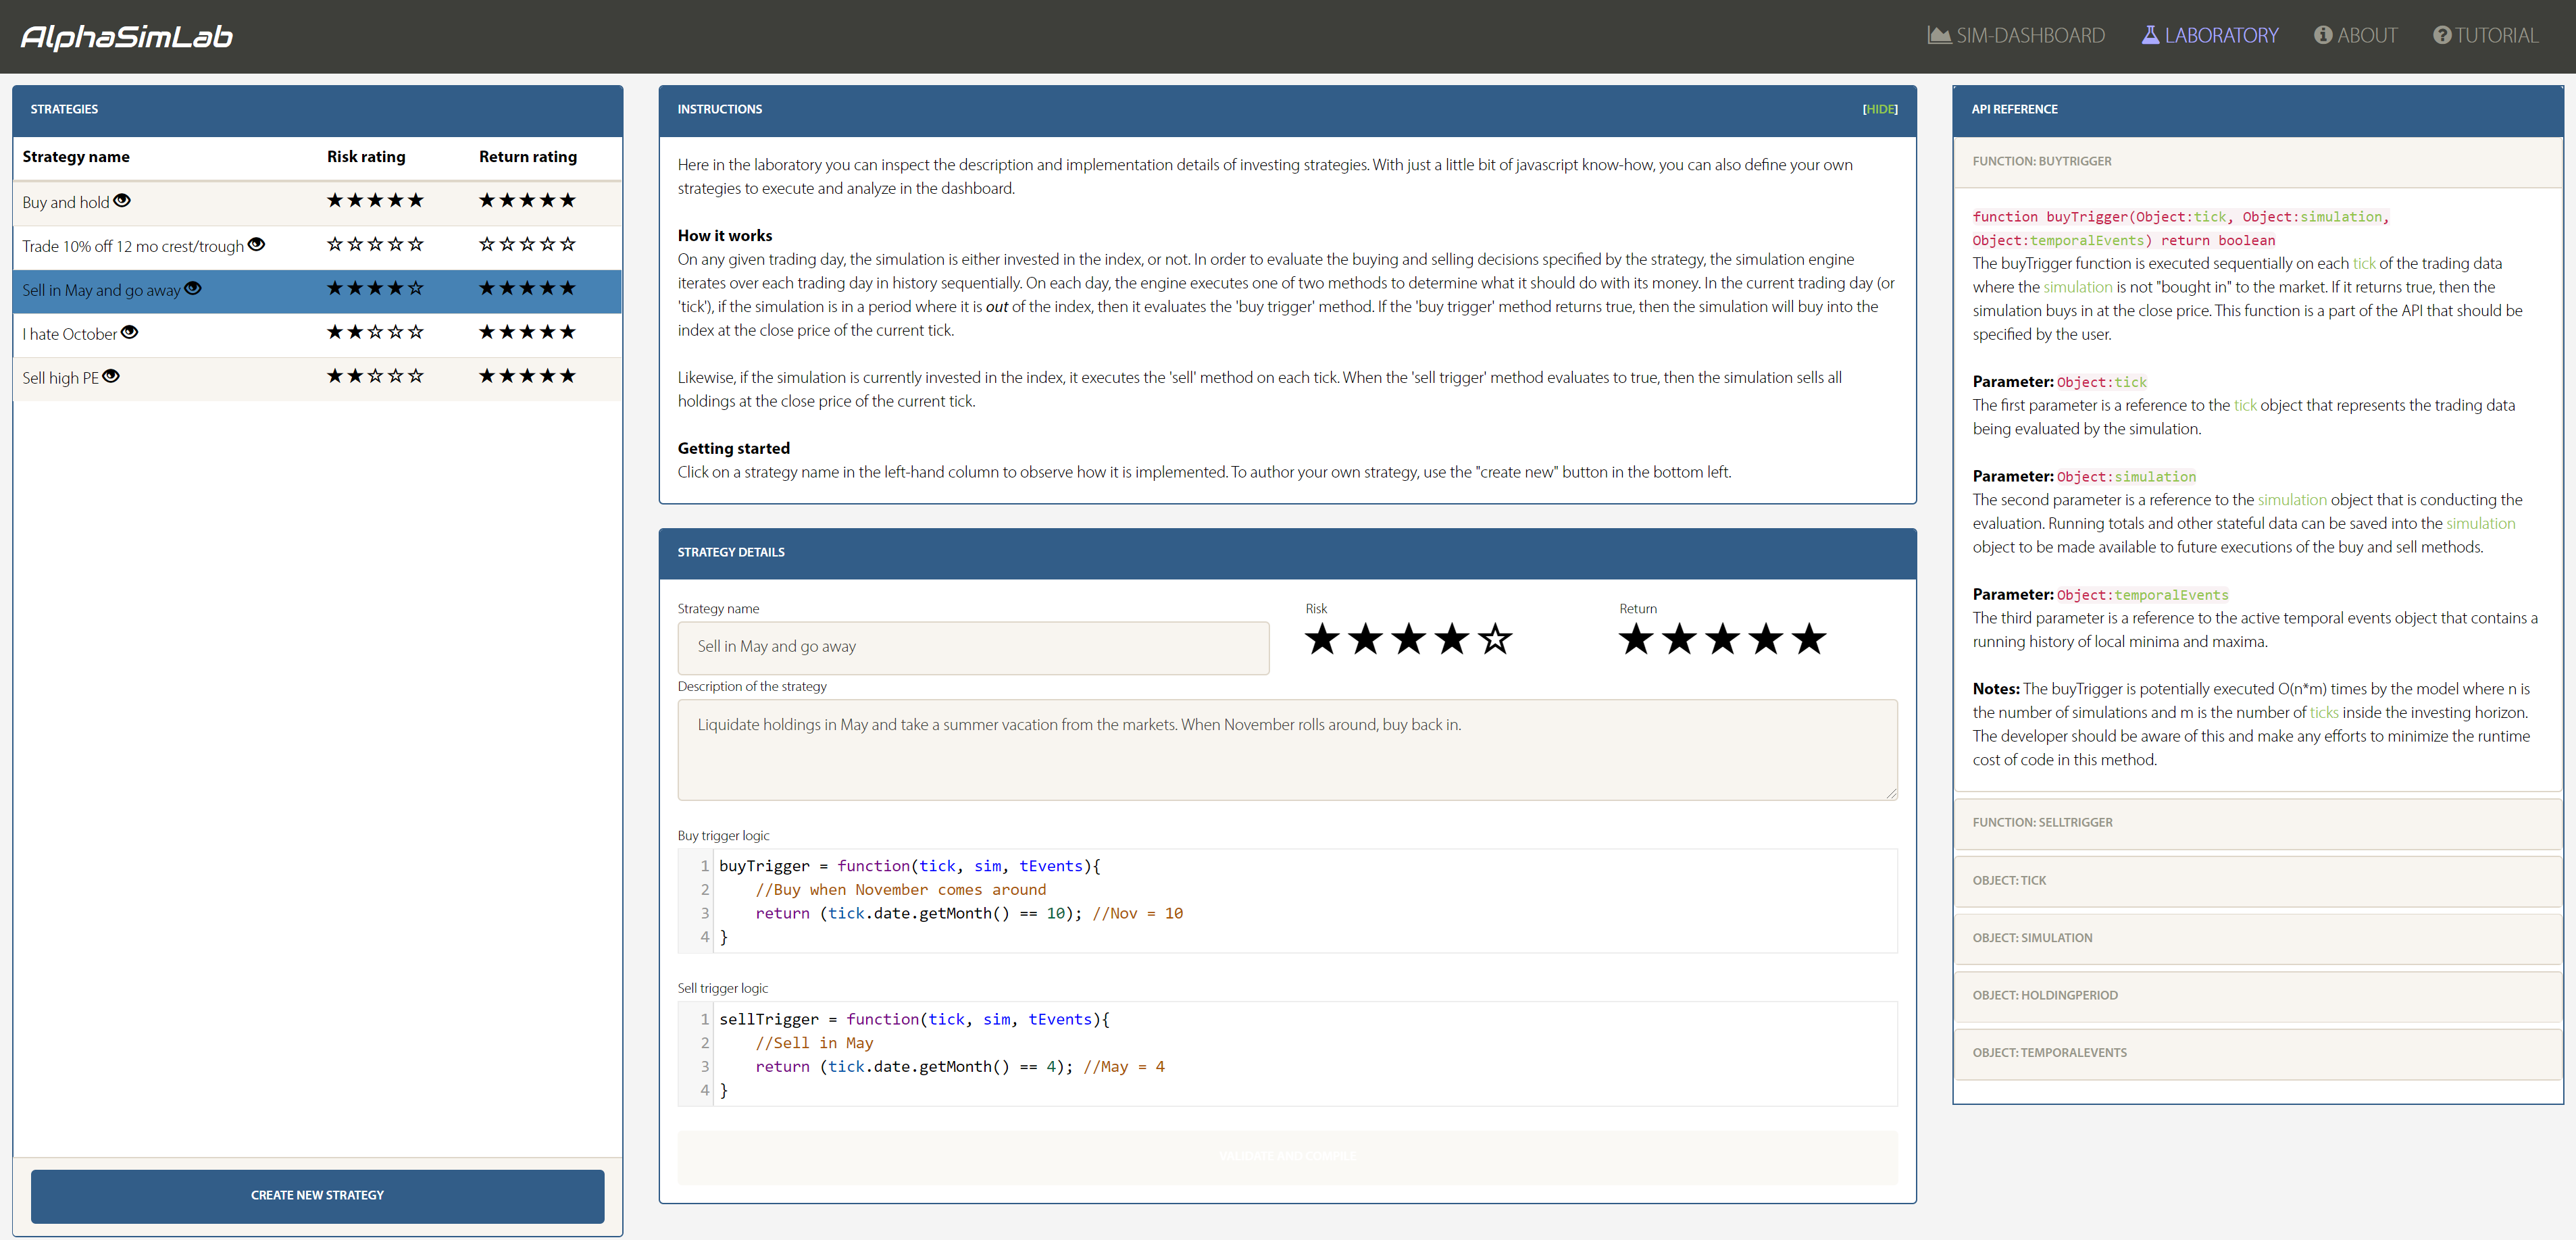 AlphaSimLab
SIM-DASHBOARD
LABORATORY
ABOUT
TUTORIAL
STRATEGIES
Strategy name Risk rating Return rating
Buy and hold
Trade 10% off 12 mo crest/trough
Sell in May and go away
I hate October
Sell high PE
CREATE NEW STRATEGY
INSTRUCTIONS
[HIDE]
Here in the laboratory you can inspect the description and implementation details of investing strategies. With just a little bit of javascript know-how, you can also define your own
strategies to execute and analyze in the dashboard.
How it works
On any given trading day, the simulation is either invested in the index, or not. In order to evaluate the buying and selling decisions specified by the strategy, the simulation engine
iterates over each trading day in history sequentially. On each day, the engine executes one of two methods to determine what it should do with its money. In the current trading day (or
'tick'), if the simulation is in a period where it is out of the index, then it evaluates the 'buy trigger' method. If the 'buy trigger' method returns true, then the simulation will buy into the
index at the close price of the current tick.
Likewise, if the simulation is currently invested in the index, it executes the 'sell' method on each tick. When the 'sell trigger' method evaluates to true, then the simulation sells all
holdings at the close price of the current tick.
Getting started
Click on a strategy name in the left-hand column to observe how it is implemented. To author your own strategy, use the "create new" button in the bottom left.
STRATEGY DETAILS
Strategy name
Risk
Return
Sell in May and go away
Description of the strategy
Liquidate holdings in May and take a summer vacation from the markets. When November rolls around, buy back in.
Buy trigger logic
1 buyTrigger = function(tick, sim, tEvents){
2 //Buy when November comes around
3 return (tick.date.getMonth() == 10); //Nov = 10
4 }
Sell trigger logic
1 sellTrigger = function(tick, sim, tEvents){
2 //Sell in May
3 return (tick.date.getMonth() == 4); //May = 4
4 }
VALIDATE AND COMPILE
API REFERENCE
FUNCTION: BUYTRIGGER
function buyTrigger(Object:tick, Object:simulation,
Object:temporalEvents) return boolean
The buyTrigger function is executed sequentially on each tick of the trading data
where the simulation is not "bought in" to the market. If it returns true, then the
simulation buys in at the close price. This function is a part of the API that should be
specified by the user.
Parameter: Object:tick
The first parameter is a reference to the tick object that represents the trading data
being evaluated by the simulation.
Parameter: Object:simulation
The second parameter is a reference to the simulation object that is conducting the
evaluation. Running totals and other stateful data can be saved into the simulation
object to be made available to future executions of the buy and sell methods.
Parameter: Object:temporalEvents
The third parameter is a reference to the active temporal events object that contains a
running history of local minima and maxima.
Notes: The buyTrigger is potentially executed O(n*m) times by the model where n is
the number of simulations and m is the number of ticks inside the investing horizon.
The developer should be aware of this and make any efforts to minimize the runtime
cost of code in this method.
FUNCTION: SELLTRIGGER
OBJECT: TICK
OBJECT: SIMULATION
OBJECT: HOLDINGPERIOD
OBJECT: TEMPORALEVENTS